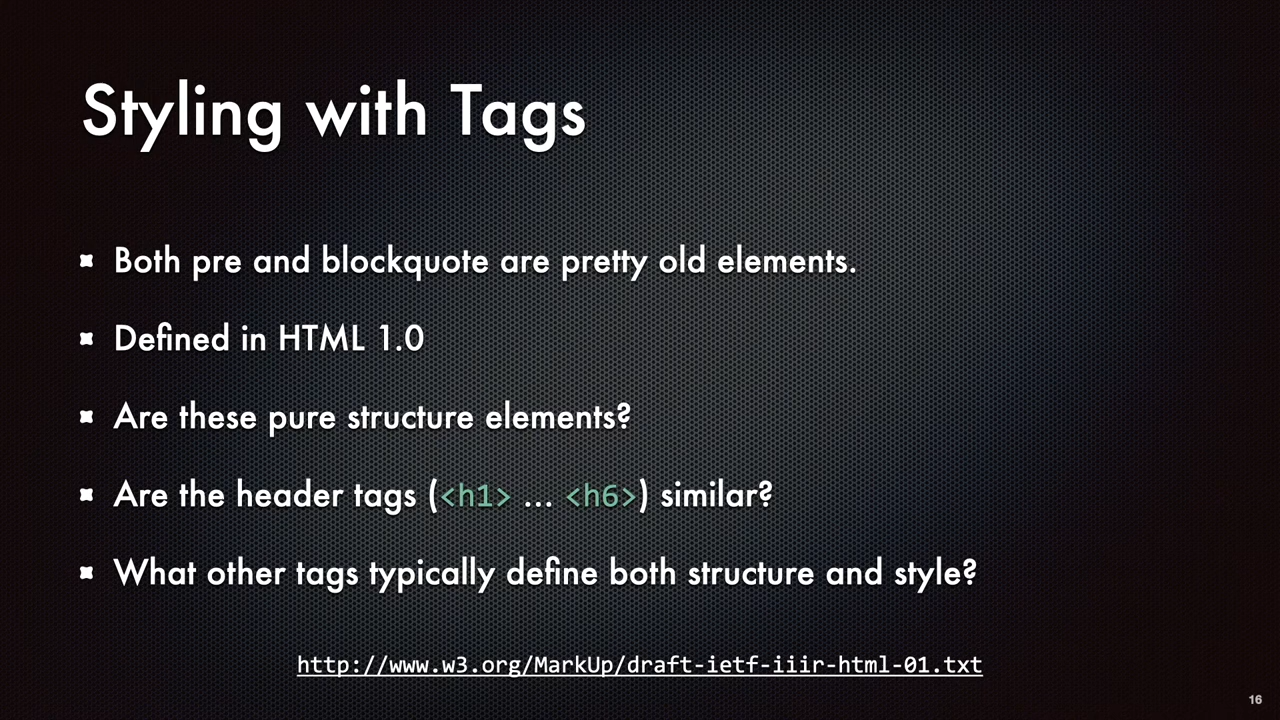 Styling with Tags
Both pre and blockquote are pretty old elements.
Defined in HTML 1.0
Are these pure structure elements?
Are the header tags (<h1> ... <h6>) similar?
What other tags typically define both structure and style?
http://www.w3.org/MarkUp/draft-ietf-iiir-html-01.txt
16